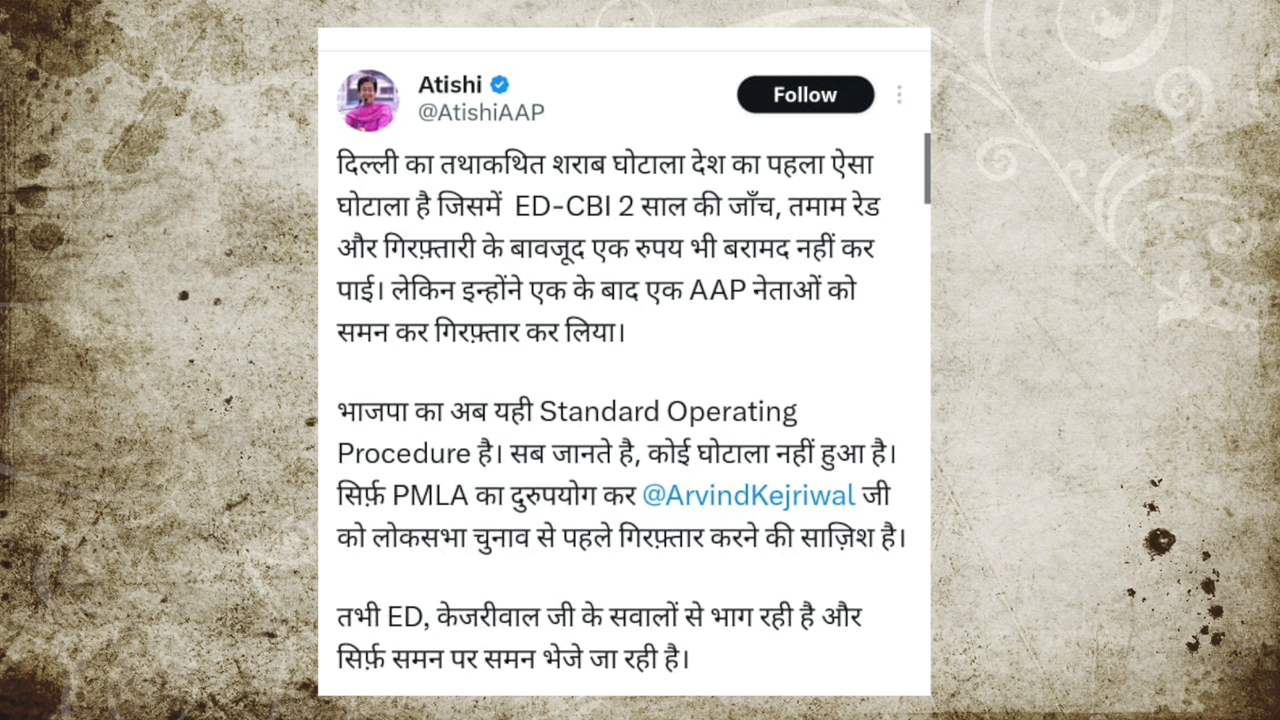 Atishi
@AtishiAAP
Follow
दिल्ली का तथाकथित शराब घोटाला देश का पहला ऐसा
घोटाला है जिसमें ED-CBI 2 साल की जाँच, तमाम रेड
और गिरफ़्तारी के बावजूद एक रुपय भी बरामद नहीं कर
पाई। लेकिन इन्होंने एक के बाद एक AAP नेताओं को
समन कर गिरफ़्तार कर लिया।
भाजपा का अब यही Standard Operating
Procedure है। सब जानते है, कोई घोटाला नहीं हुआ है।
सिर्फ़ PMLA का दुरुपयोग कर @ArvindKejriwal जी
को लोकसभा चुनाव से पहले गिरफ़्तार करने की साज़िश है।
तभी ED, केजरीवाल जी के सवालों से भाग रही है और
सिर्फ़ समन पर समन भेजे जा रही है।